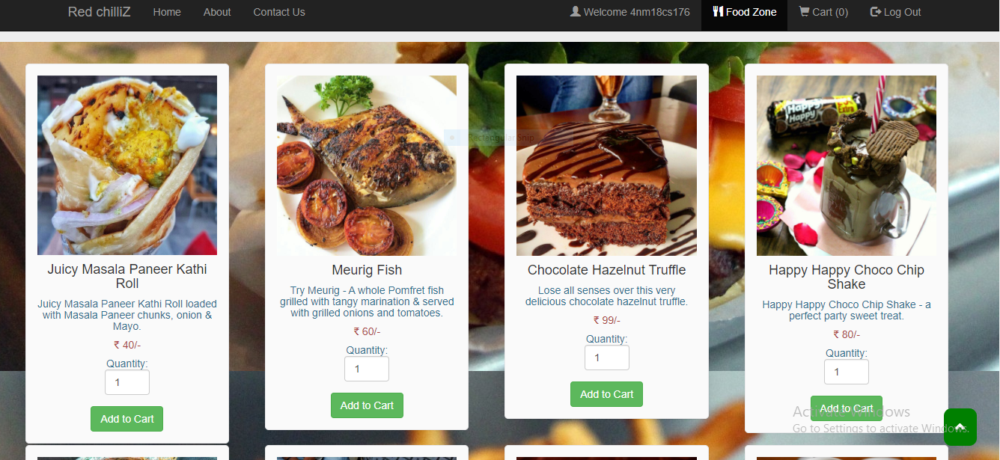 Red chilliZ Home About Contact Us Welcome 4nm18cs176 Food Zone Cart (0) Log Out
Rectangular Snip
Happy
Happy
Juicy Masala Paneer Kathi
Roll
Juicy Masala Paneer Kathi Roll loaded
with Masala Paneer chunks, onion &
Mayo.
₹ 40/-
Quantity:
1
Add to Cart
Meurig Fish
Try Meurig - A whole Pomfret fish
grilled with tangy marination & served
with grilled onions and tomatoes.
₹ 60/-
Quantity:
1
Add to Cart
Chocolate Hazelnut Truffle
Lose all senses over this very
delicious chocolate hazelnut truffle.
₹ 99/-
Quantity:
1
Add to Cart
Happy Happy Choco Chip
Shake
Happy Happy Choco Chip Shake - a
perfect party sweet treat.
₹ 80/-
Quantity:
1
Add to Cart
Activate Windows
Go to Settings to activate Windows.